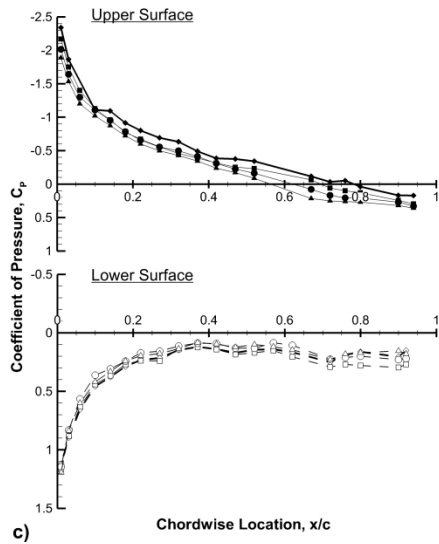 Upper Surface
-2.5
-2
-1.5
-1
-0.5
0
0.5
1
0 0.2 0.4 0.6 0.8 1
Coefficient of Pressure, CP
Lower Surface
-0.5
0
0.5
1
1.5
0 0.2 0.4 0.6 0.8 1
Chordwise Location, x/c
c)